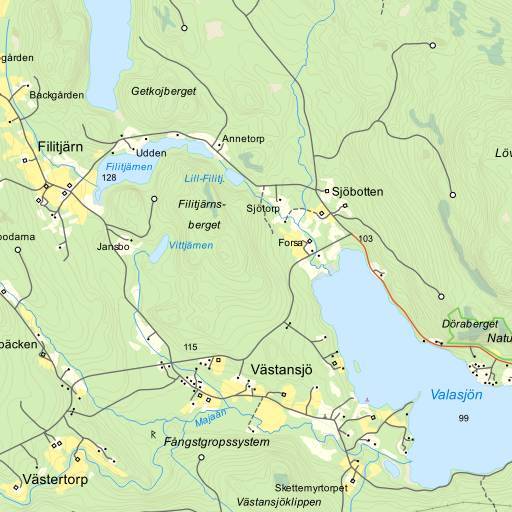 gården
Backgården
Getkojberget
Filitjärn
Annetorp
Udden
Filitjärnen
Lill-Filitj.
128
Filitjärns-
berget
Sjöbotten
Löv
Sjötorp
Forsa
103
Jansbo
Vittjärnen
bodarna
Döraberget
Natu
bäcken
115
Västansjö
Valasjön
99
Majaån
R
Fångstgropssystem
Västertorp
Skettemyrtorpet
Västansjöklippen